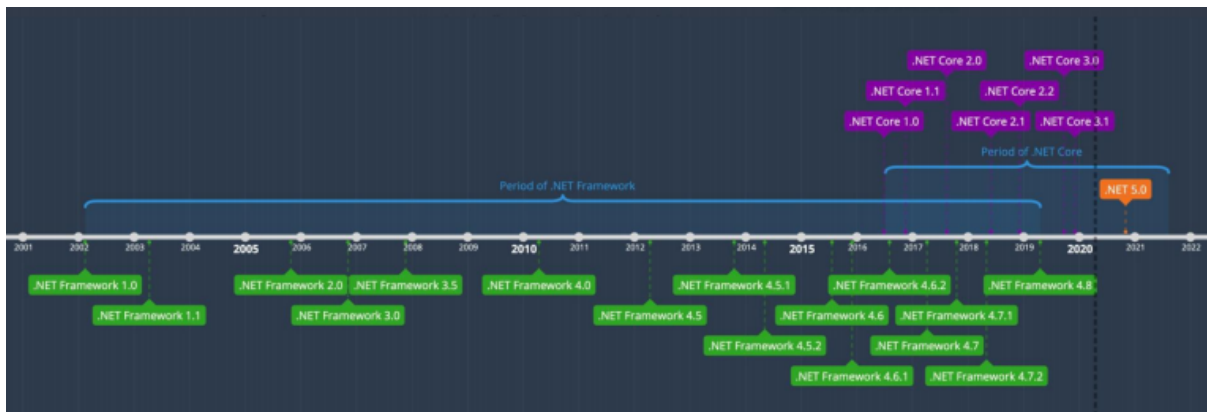 .NET Core 2.0 .NET Core 3.0
.NET Core 1.1 .NET Core 2.2
.NET Core 1.0 .NET Core 2.1 .NET Core 3.1
Period of .NET Core
Period of .NET Framework
.NET 5.0
2001 2002 2003 2004 2005 2006 2007 2008 2009 2010 2011 2012 2013 2014 2015 2016 2017 2018 2019 2020 2021 2022
.NET Framework 1.0 .NET Framework 2.0 .NET Framework 3.5 .NET Framework 4.0 .NET Framework 4.5.1 .NET Framework 4.6.2 .NET Framework 4.8
.NET Framework 1.1 .NET Framework 3.0 .NET Framework 4.5 .NET Framework 4.6 .NET Framework 4.7.1
.NET Framework 4.5.2 .NET Framework 4.7
.NET Framework 4.6.1 .NET Framework 4.7.2